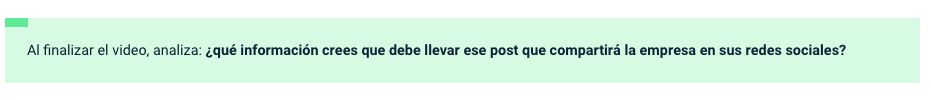 Al finalizar el video, analiza: ¿qué información crees que debe llevar ese post que compartirá la empresa en sus redes sociales?